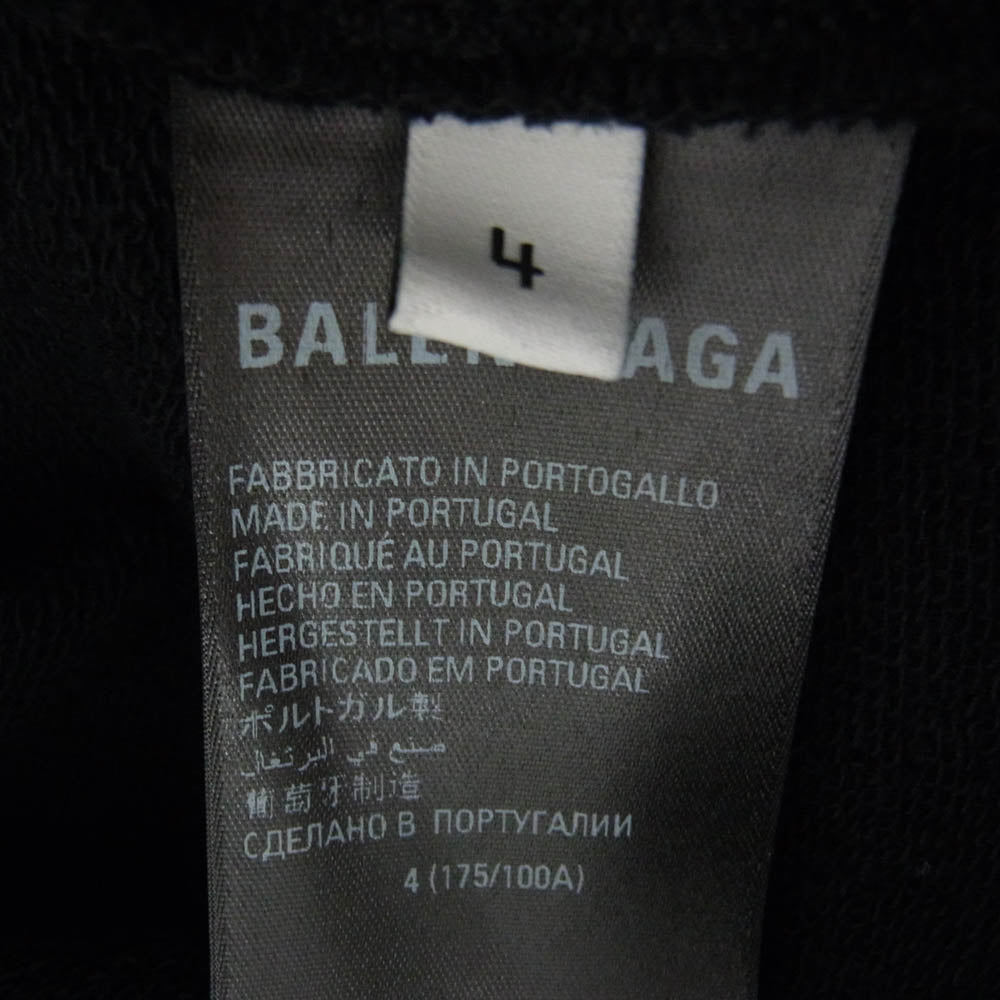 4
BALENCIAGA
FABBRICATO IN PORTOGALLO
MADE IN PORTUGAL
FABRIQUÉ AU PORTUGAL
HECHO EN PORTUGAL
HERGESTELLT IN PORTUGAL
FABRICADO EM PORTUGAL
ポルトガル製
صنع في البرتغال
葡萄牙制造
СДЕЛАНО В ПОРТУГАЛИИ
4 (175/100A)